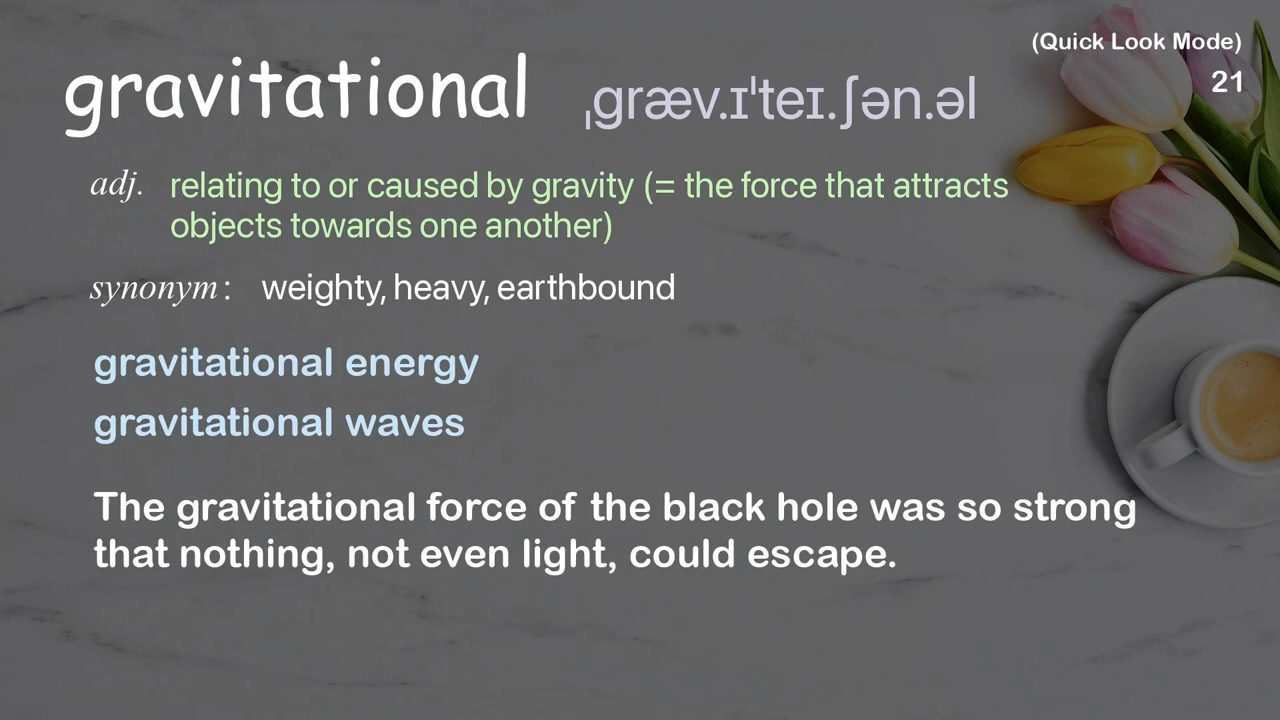 (Quick Look Mode)
21
gravitational ˌɡræv.ɪˈteɪ.ʃən.əl
adj. relating to or caused by gravity (= the force that attracts
objects towards one another)
synonym: weighty, heavy, earthbound
gravitational energy
gravitational waves
The gravitational force of the black hole was so strong
that nothing, not even light, could escape.